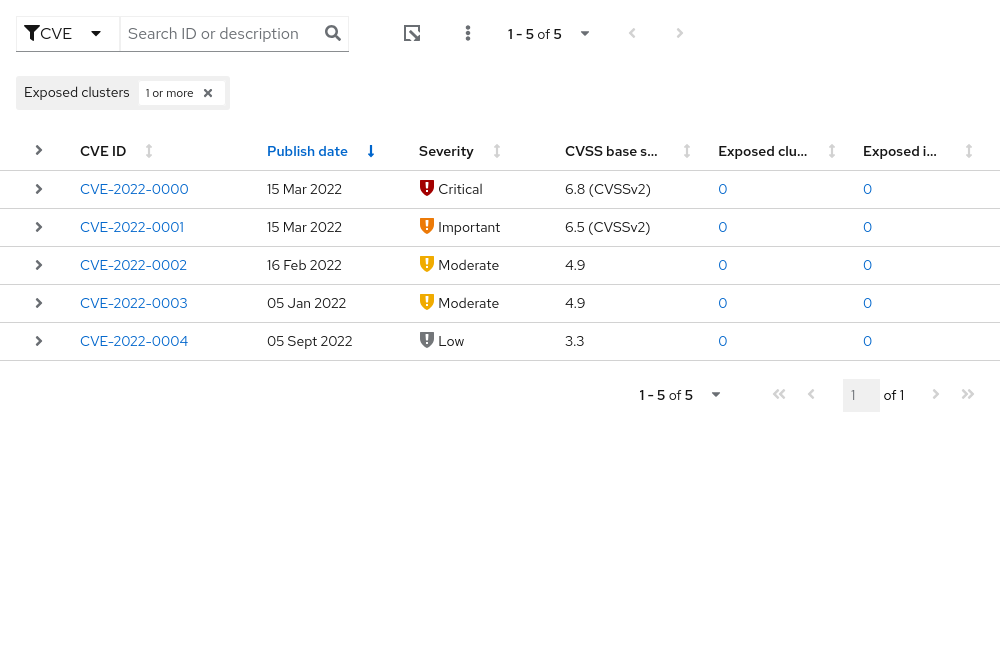 CVE Search ID or description 1 - 5 of 5
Exposed clusters 1 or more
CVE ID Publish date Severity CVSS base s... Exposed clu... Exposed i...
CVE-2022-0000 15 Mar 2022 Critical 6.8 (CVSSv2) 0 0
CVE-2022-0001 15 Mar 2022 Important 6.5 (CVSSv2) 0 0
CVE-2022-0002 16 Feb 2022 Moderate 4.9 0 0
CVE-2022-0003 05 Jan 2022 Moderate 4.9 0 0
CVE-2022-0004 05 Sept 2022 Low 3.3 0 0
1 - 5 of 5 1 of 1